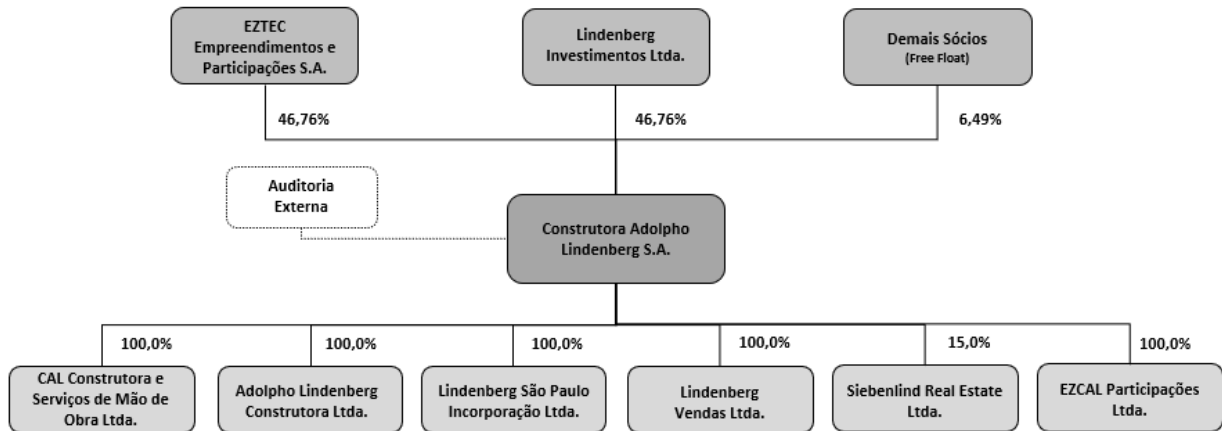 EZTEC
Empreendimentos e
Participações S.A.
Lindenberg
Investimentos Ltda.
Demais Sócios
(Free Float)
46,76%
46,76%
6,49%
Auditoria
Externa
Construtora Adolpho
Lindenberg S.A.
100,0%
100,0%
100,0%
100,0%
15,0%
100,0%
CAL Construtora e
Serviços de Mão de
Obra Ltda.
Adolpho Lindenberg
Construtora Ltda.
Lindenberg São Paulo
Incorporação Ltda.
Lindenberg
Vendas Ltda.
Siebenlind Real Estate
Ltda.
EZCAL Participações
Ltda.